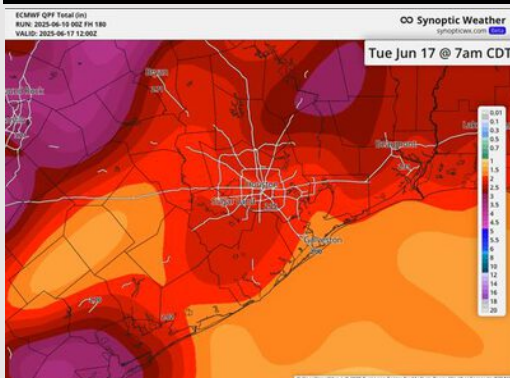 ECMWF QPF Total (in)
RUN: 2025-06-10 00Z FH 180
VALID: 2025-06-17 12:00Z
Synoptic Weather
synopticwx.com Beta
Tue Jun 17 @ 7am CDT
Bryan
Round Rock
Beaumont
Houston
Sugar Land
Galveston
0.01
0.1
0.3
0.5
0.7
1
1.5
2
2.5
3
3.5
4
4.5
5
5.5
6
8
10
12
14
16
18
20